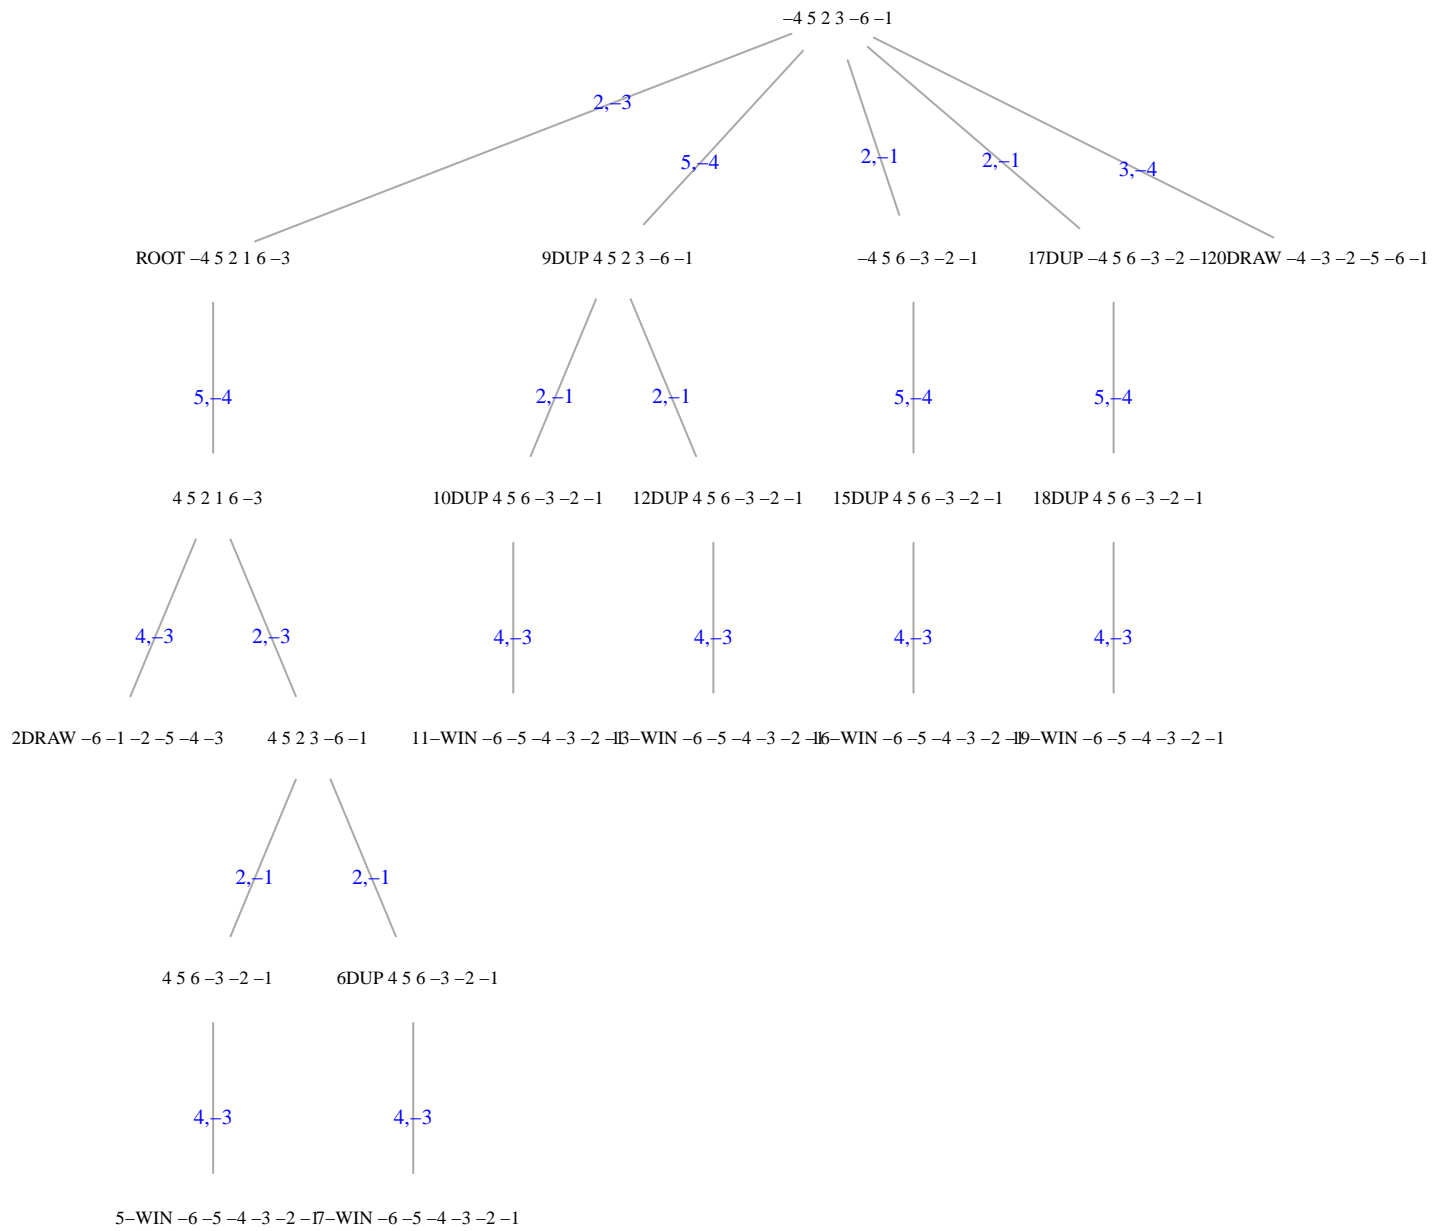 –4 5 2 3 –6 –1
2,–3
5,–4
2,–1
2,–1
3,–4
ROOT –4 5 2 1 6 –3
9DUP 4 5 2 3 –6 –1
–4 5 6 –3 –2 –1
17DUP –4 5 6 –3 –2 –1
20DRAW –4 –3 –2 –5 –6 –1
5,–4
2,–1
2,–1
5,–4
5,–4
4 5 2 1 6 –3
10DUP 4 5 6 –3 –2 –1
12DUP 4 5 6 –3 –2 –1
15DUP 4 5 6 –3 –2 –1
18DUP 4 5 6 –3 –2 –1
4,–3
2,–3
4,–3
4,–3
4,–3
4,–3
2DRAW –6 –1 –2 –5 –4 –3
4 5 2 3 –6 –1
11–WIN –6 –5 –4 –3 –2 –1
13–WIN –6 –5 –4 –3 –2 –1
16–WIN –6 –5 –4 –3 –2 –1
19–WIN –6 –5 –4 –3 –2 –1
2,–1
2,–1
4 5 6 –3 –2 –1
6DUP 4 5 6 –3 –2 –1
4,–3
4,–3
5–WIN –6 –5 –4 –3 –2 –1
7–WIN –6 –5 –4 –3 –2 –1